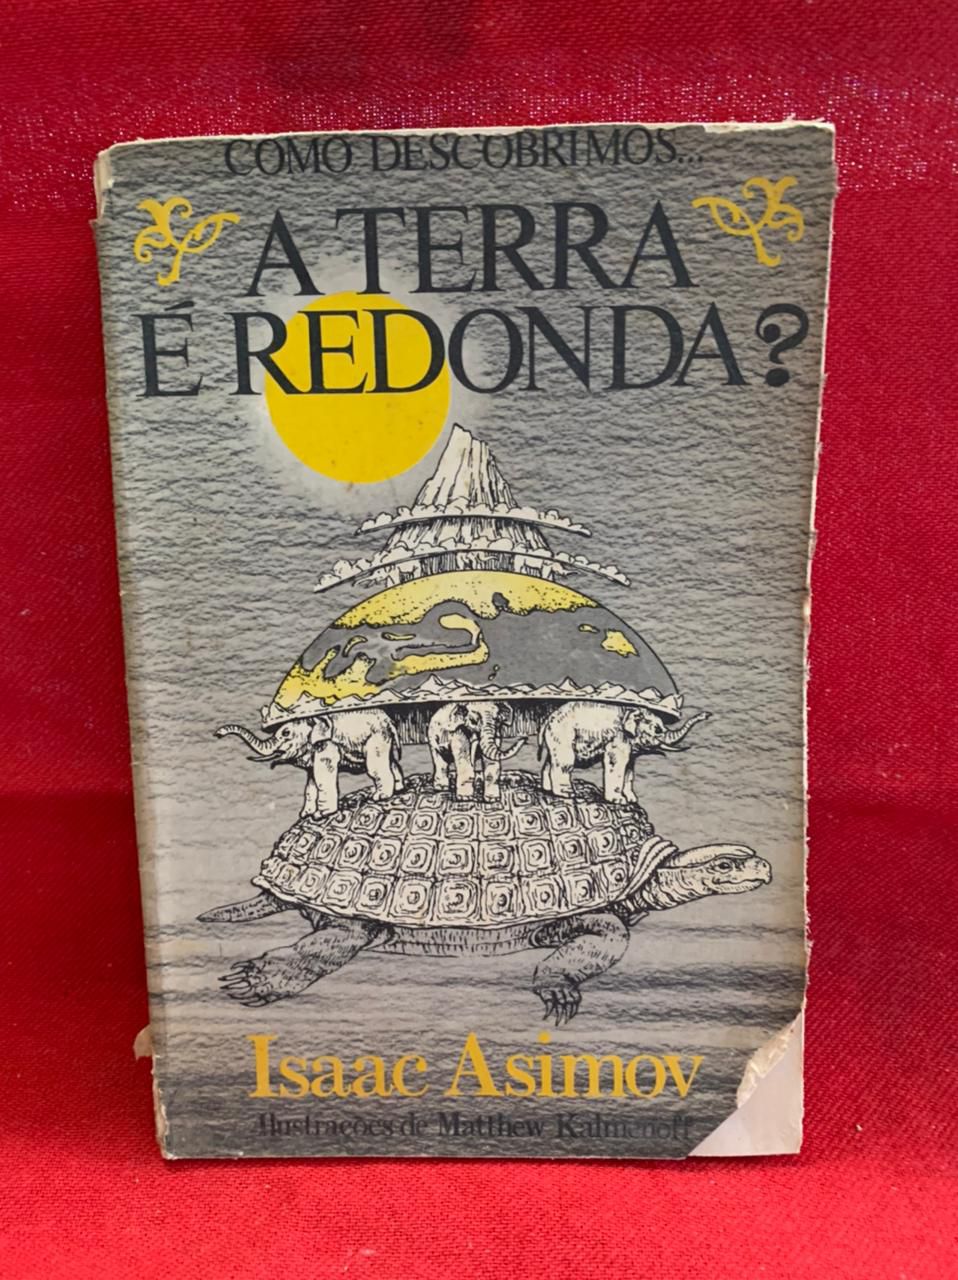 COMO DESCOBRIMOS...
A TERRA
É REDONDA?
Isaac Asimov
Ilustrações de Matthew Kalmenoff